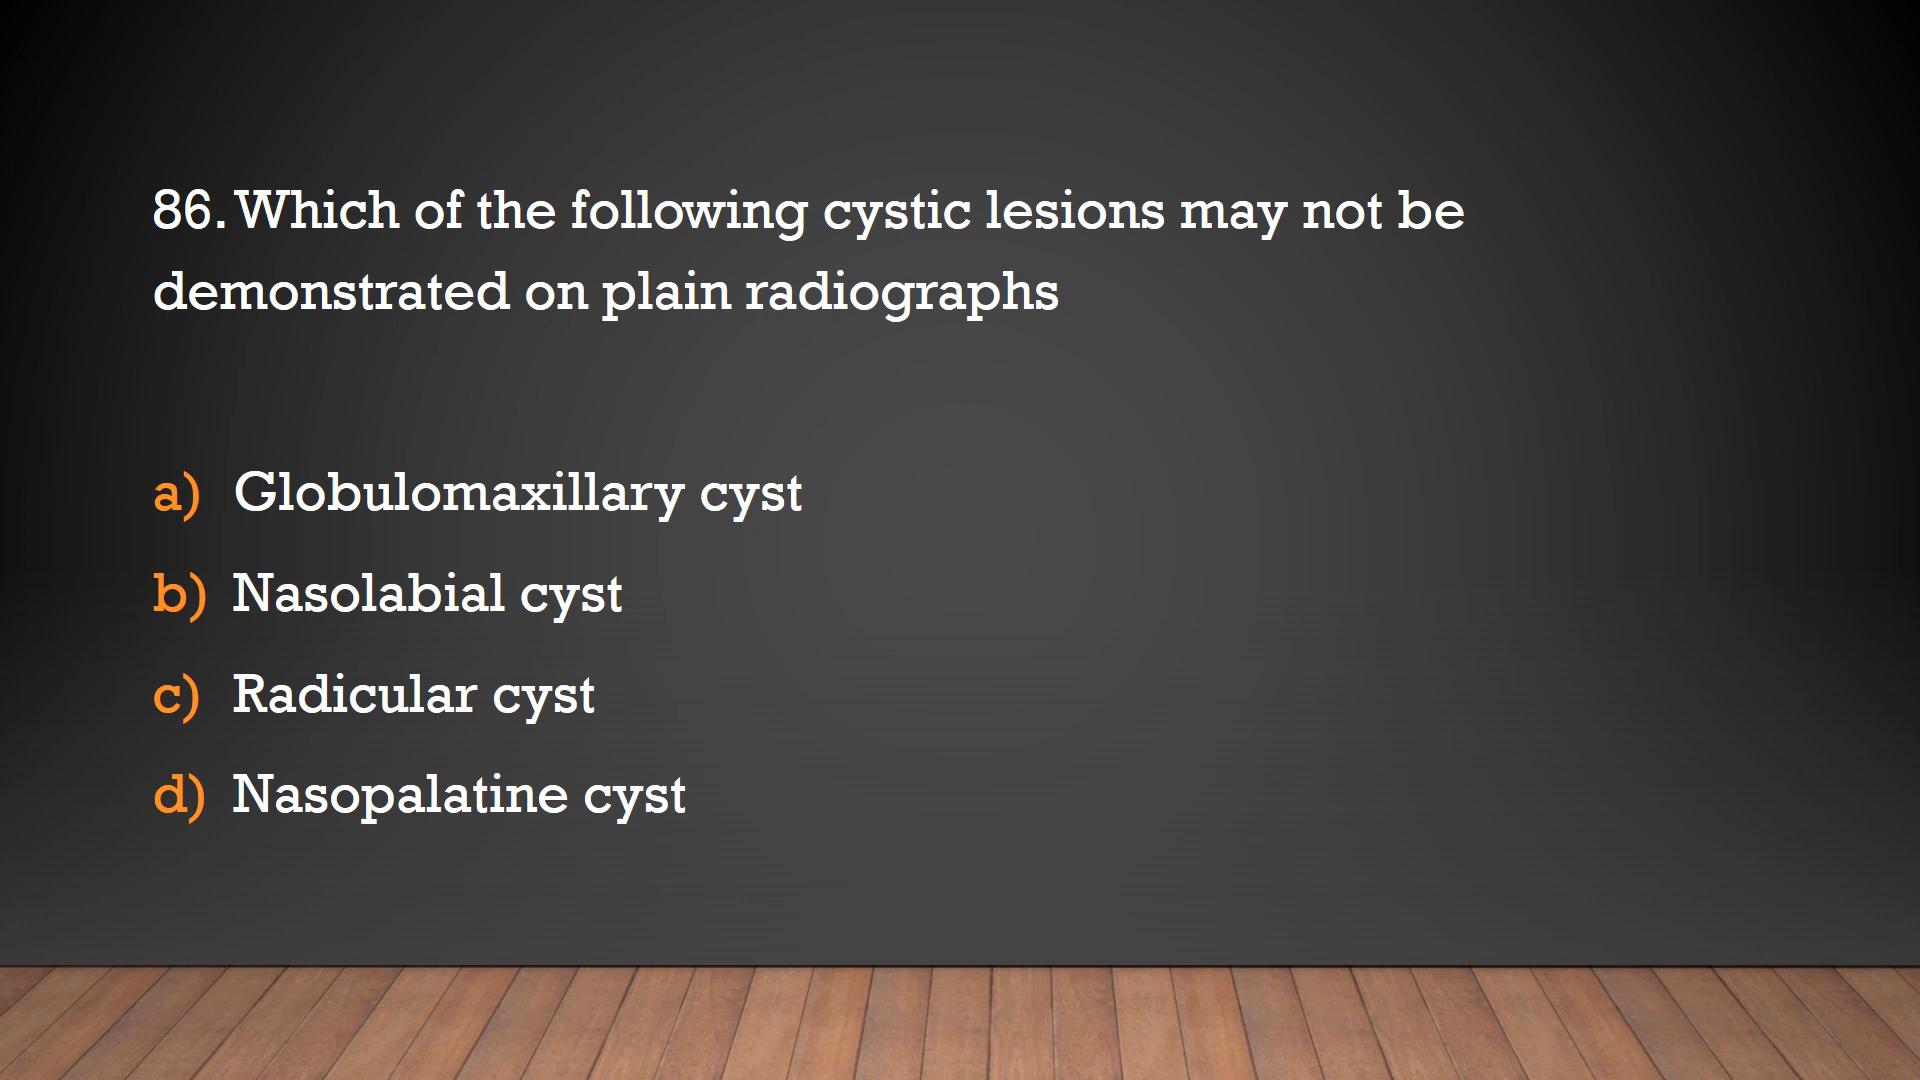 86. Which of the following cystic lesions may not be
demonstrated on plain radiographs
a) Globulomaxillary cyst
b) Nasolabial cyst
c) Radicular cyst
d) Nasopalatine cyst